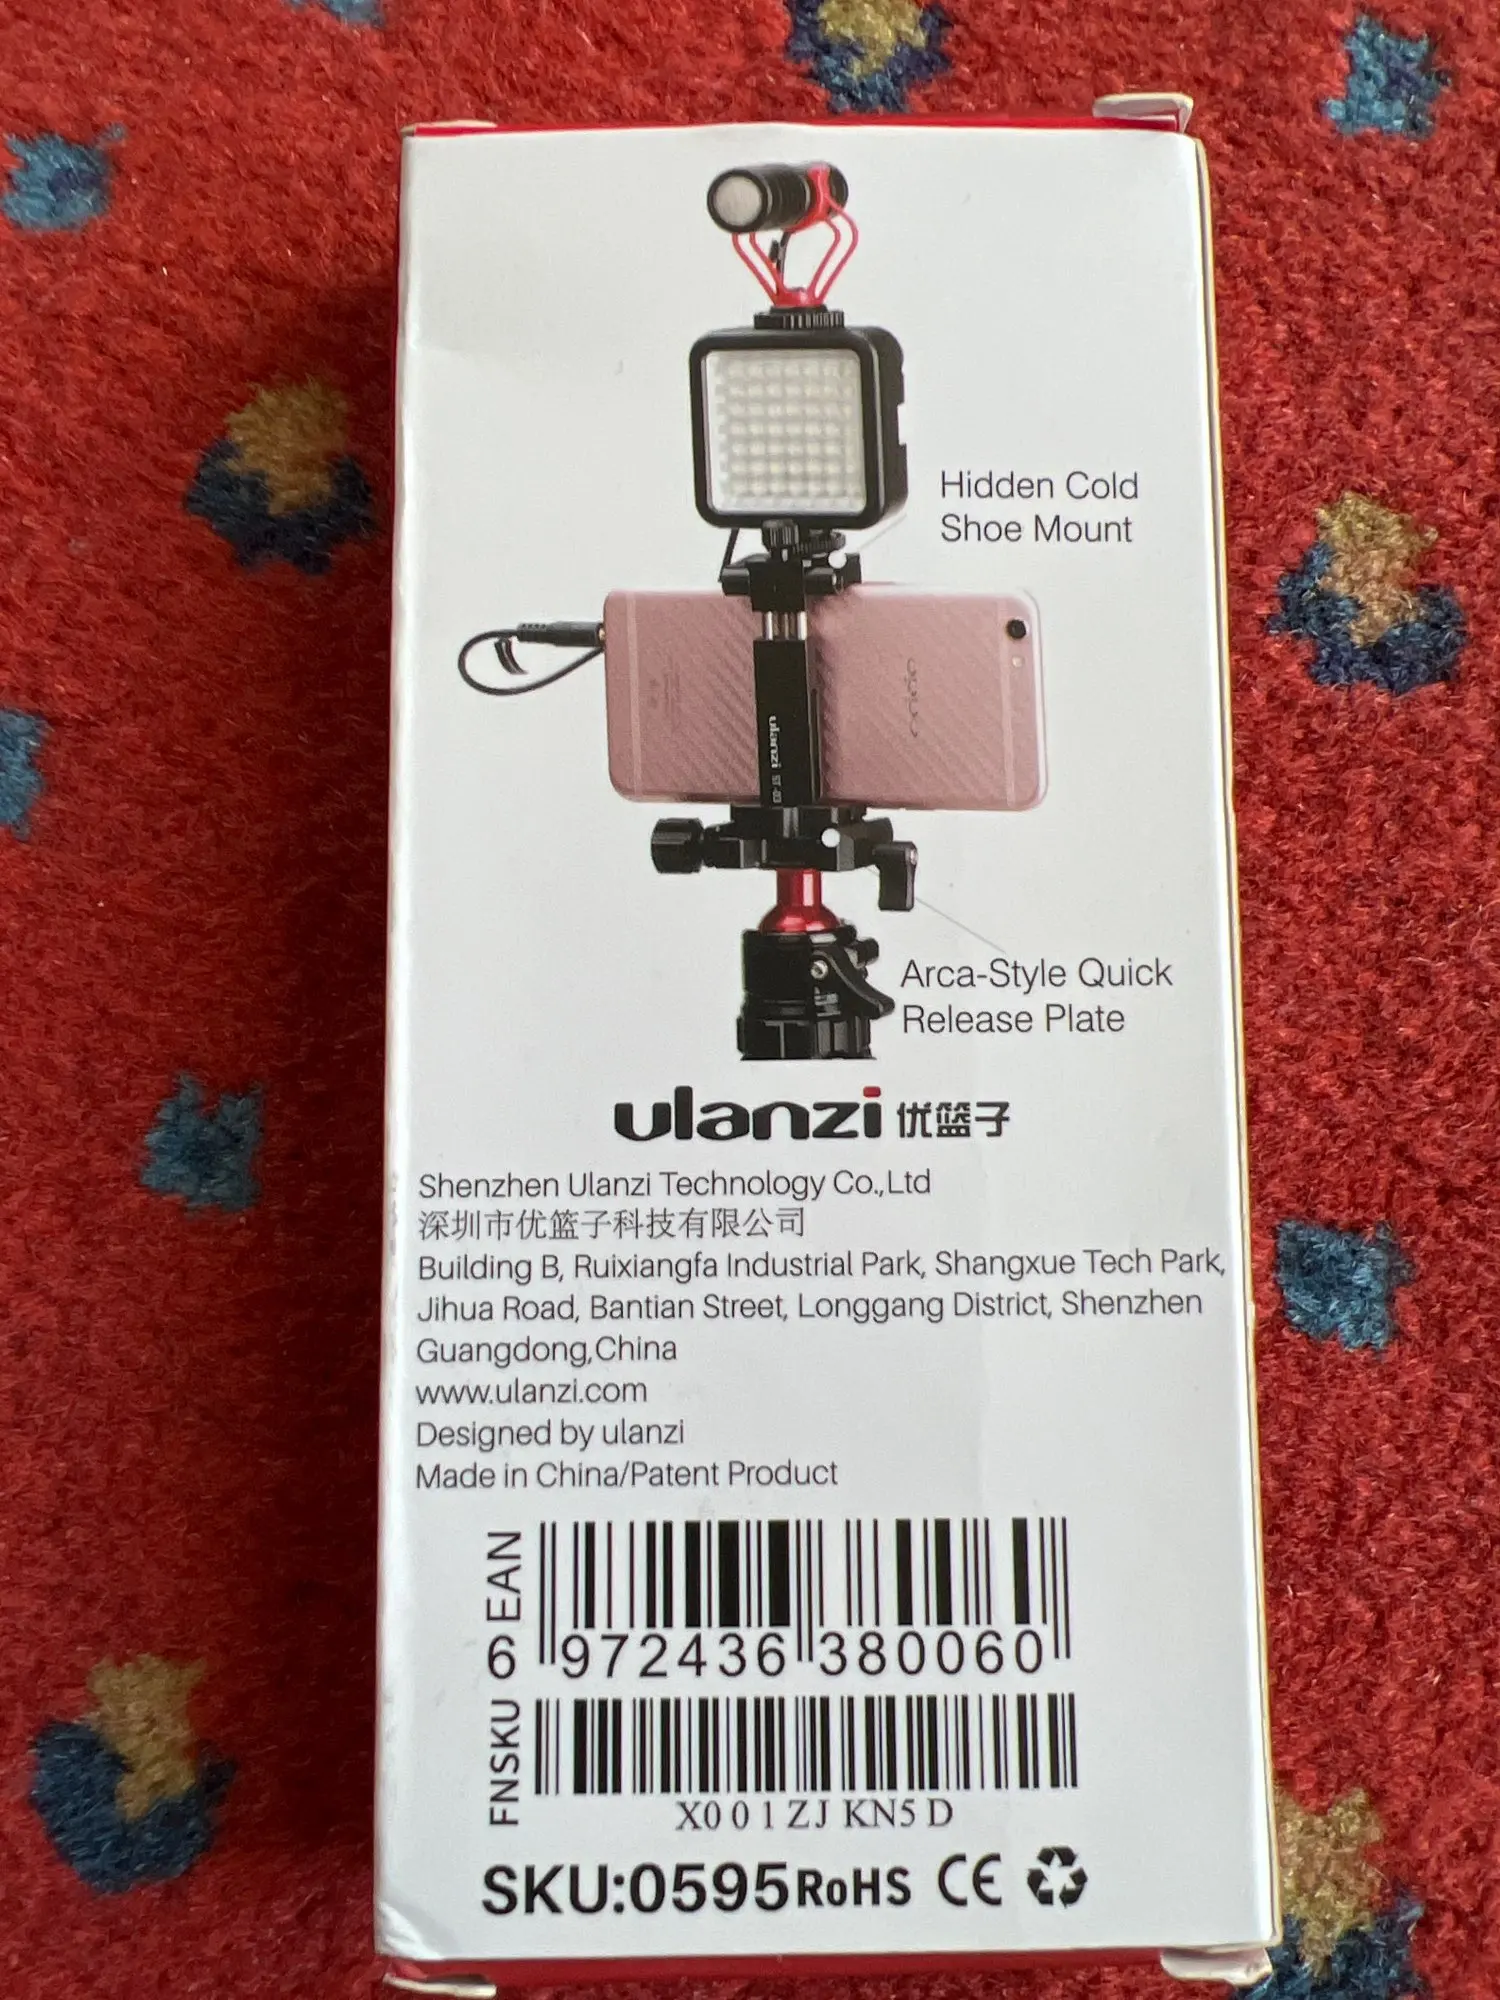 Hidden Cold
Shoe Mount
ulanzi ST-03
Arca-Style Quick
Release Plate
ulanzi 优篮子
Shenzhen Ulanzi Technology Co.,Ltd
深圳市优篮子科技有限公司
Building B, Ruixiangfa Industrial Park, Shangxue Tech Park,
Jihua Road, Bantian Street, Longgang District, Shenzhen
Guangdong,China
www.ulanzi.com
Designed by ulanzi
Made in China/Patent Product
EAN
6 972436 380060
FNSKU
X001ZJKN5D
SKU:0595 RoHS CE